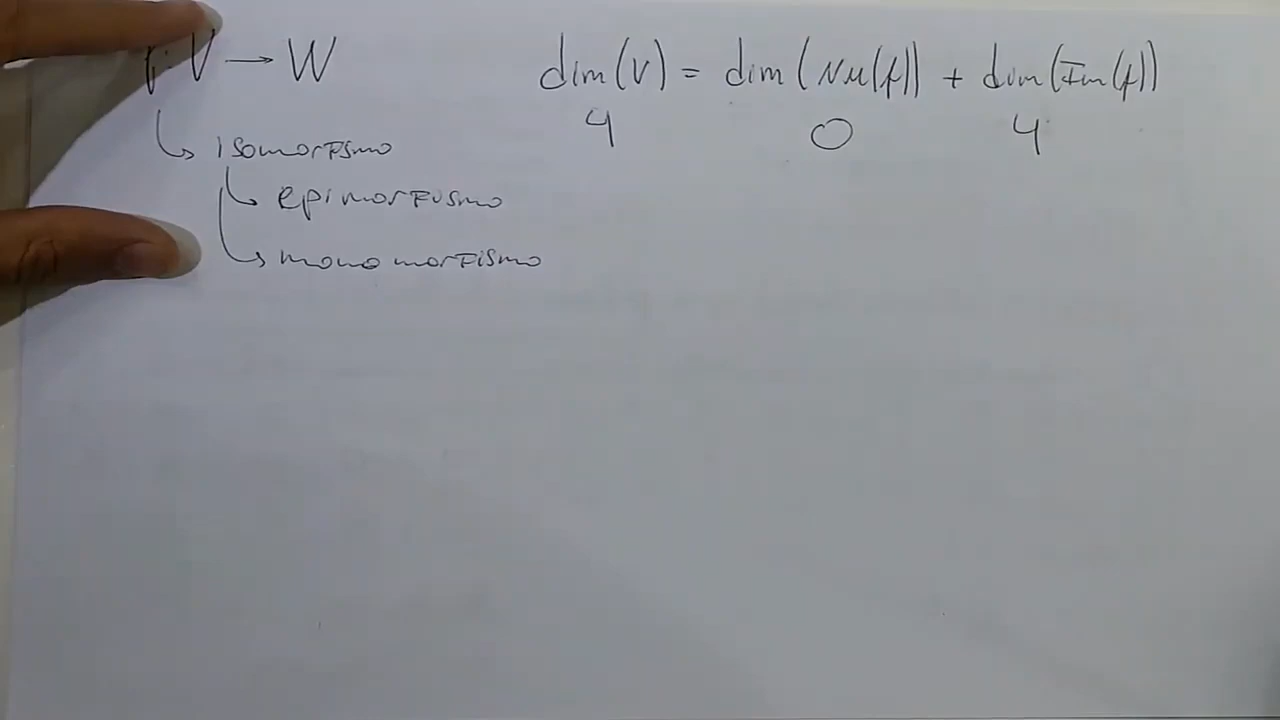 f: V → W
dim(V) = dim(Nu(f)) + dim(Im(f))
4 0 4
isomorfismo
epimorfismo
monomorfismo